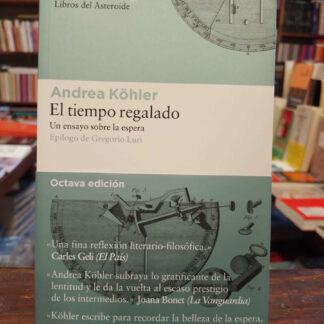 Libros del Asteroide
Andrea Köhler
El tiempo regalado
Un ensayo sobre la espera
Epílogo de Gregorio Luri
Octava edición
«Una fina reflexión literario-filosófica.»
Carles Geli (El País)
«Andrea Köhler subraya lo gratificante de la
lentitud y le da la vuelta al escaso prestigio
de los intermedios.» Joana Bonet (La Vanguardia)
«Köhler escribe para recordar la belleza de la espera,